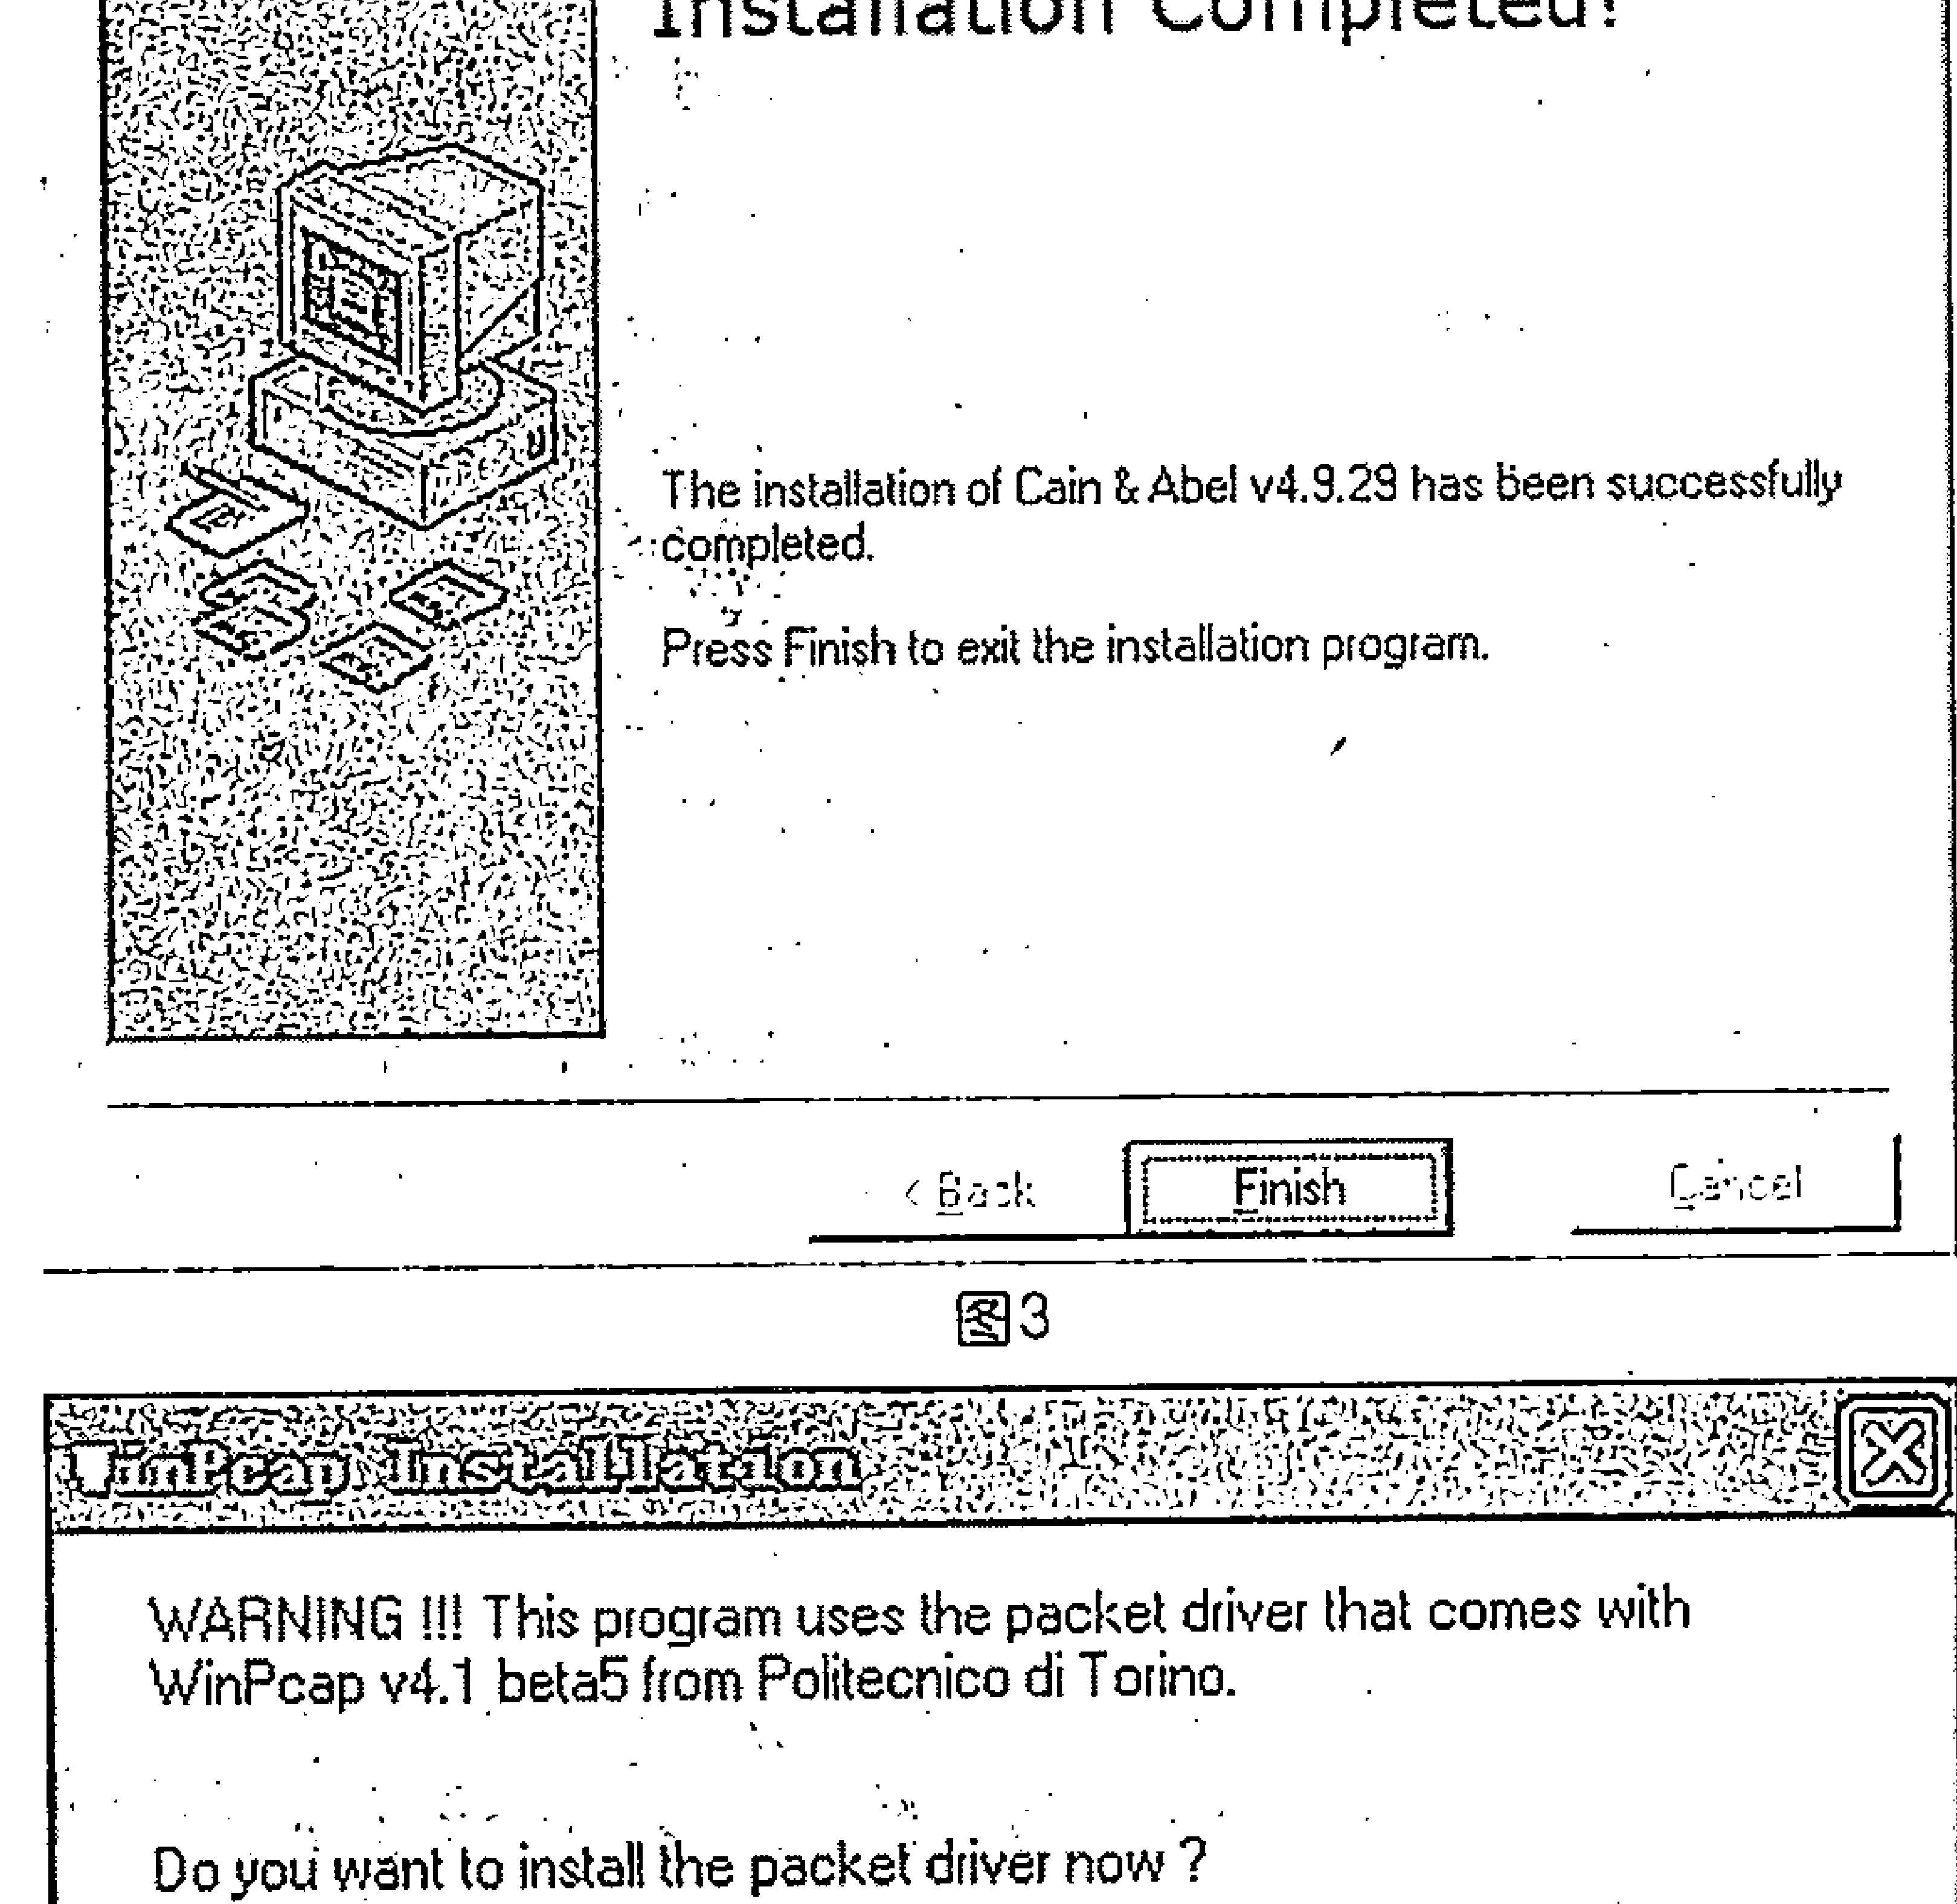 Installation Completed!
The installation of Cain & Abel v4.9.29 has been successfully
completed.
Press Finish to exit the installation program.
< Back
Finish
Cancel
图3
WinPcap Installation
WARNING !!! This program uses the packet driver that comes with
WinPcap v4.1 beta5 from Politecnico di Torino.
Do you want to install the packet driver now ?